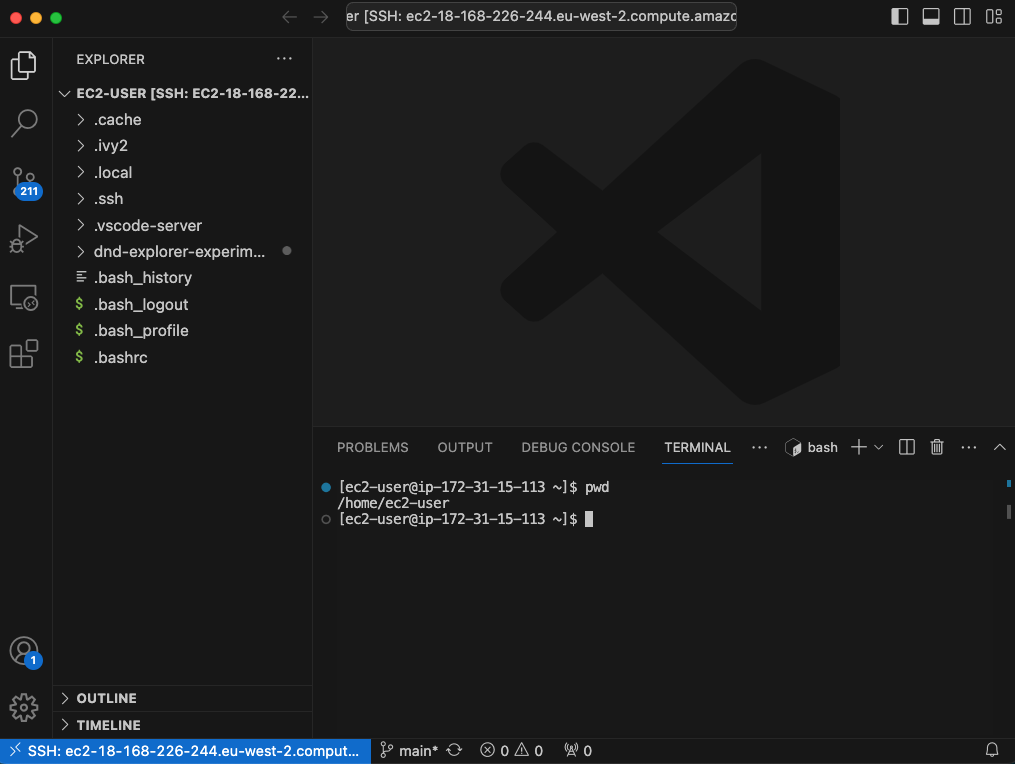 er [SSH: ec2-18-168-226-244.eu-west-2.compute.amazo
EXPLORER
EC2-USER [SSH: EC2-18-168-22...
.cache
.ivy2
.local
.ssh
.vscode-server
dnd-explorer-experim...
.bash_history
$ .bash_logout
$ .bash_profile
$ .bashrc
211
1
OUTLINE
TIMELINE
PROBLEMS OUTPUT DEBUG CONSOLE TERMINAL ... bash
[ec2-user@ip-172-31-15-113 ~]$ pwd
/home/ec2-user
[ec2-user@ip-172-31-15-113 ~]$
SSH: ec2-18-168-226-244.eu-west-2.comput... main* 0 0 0